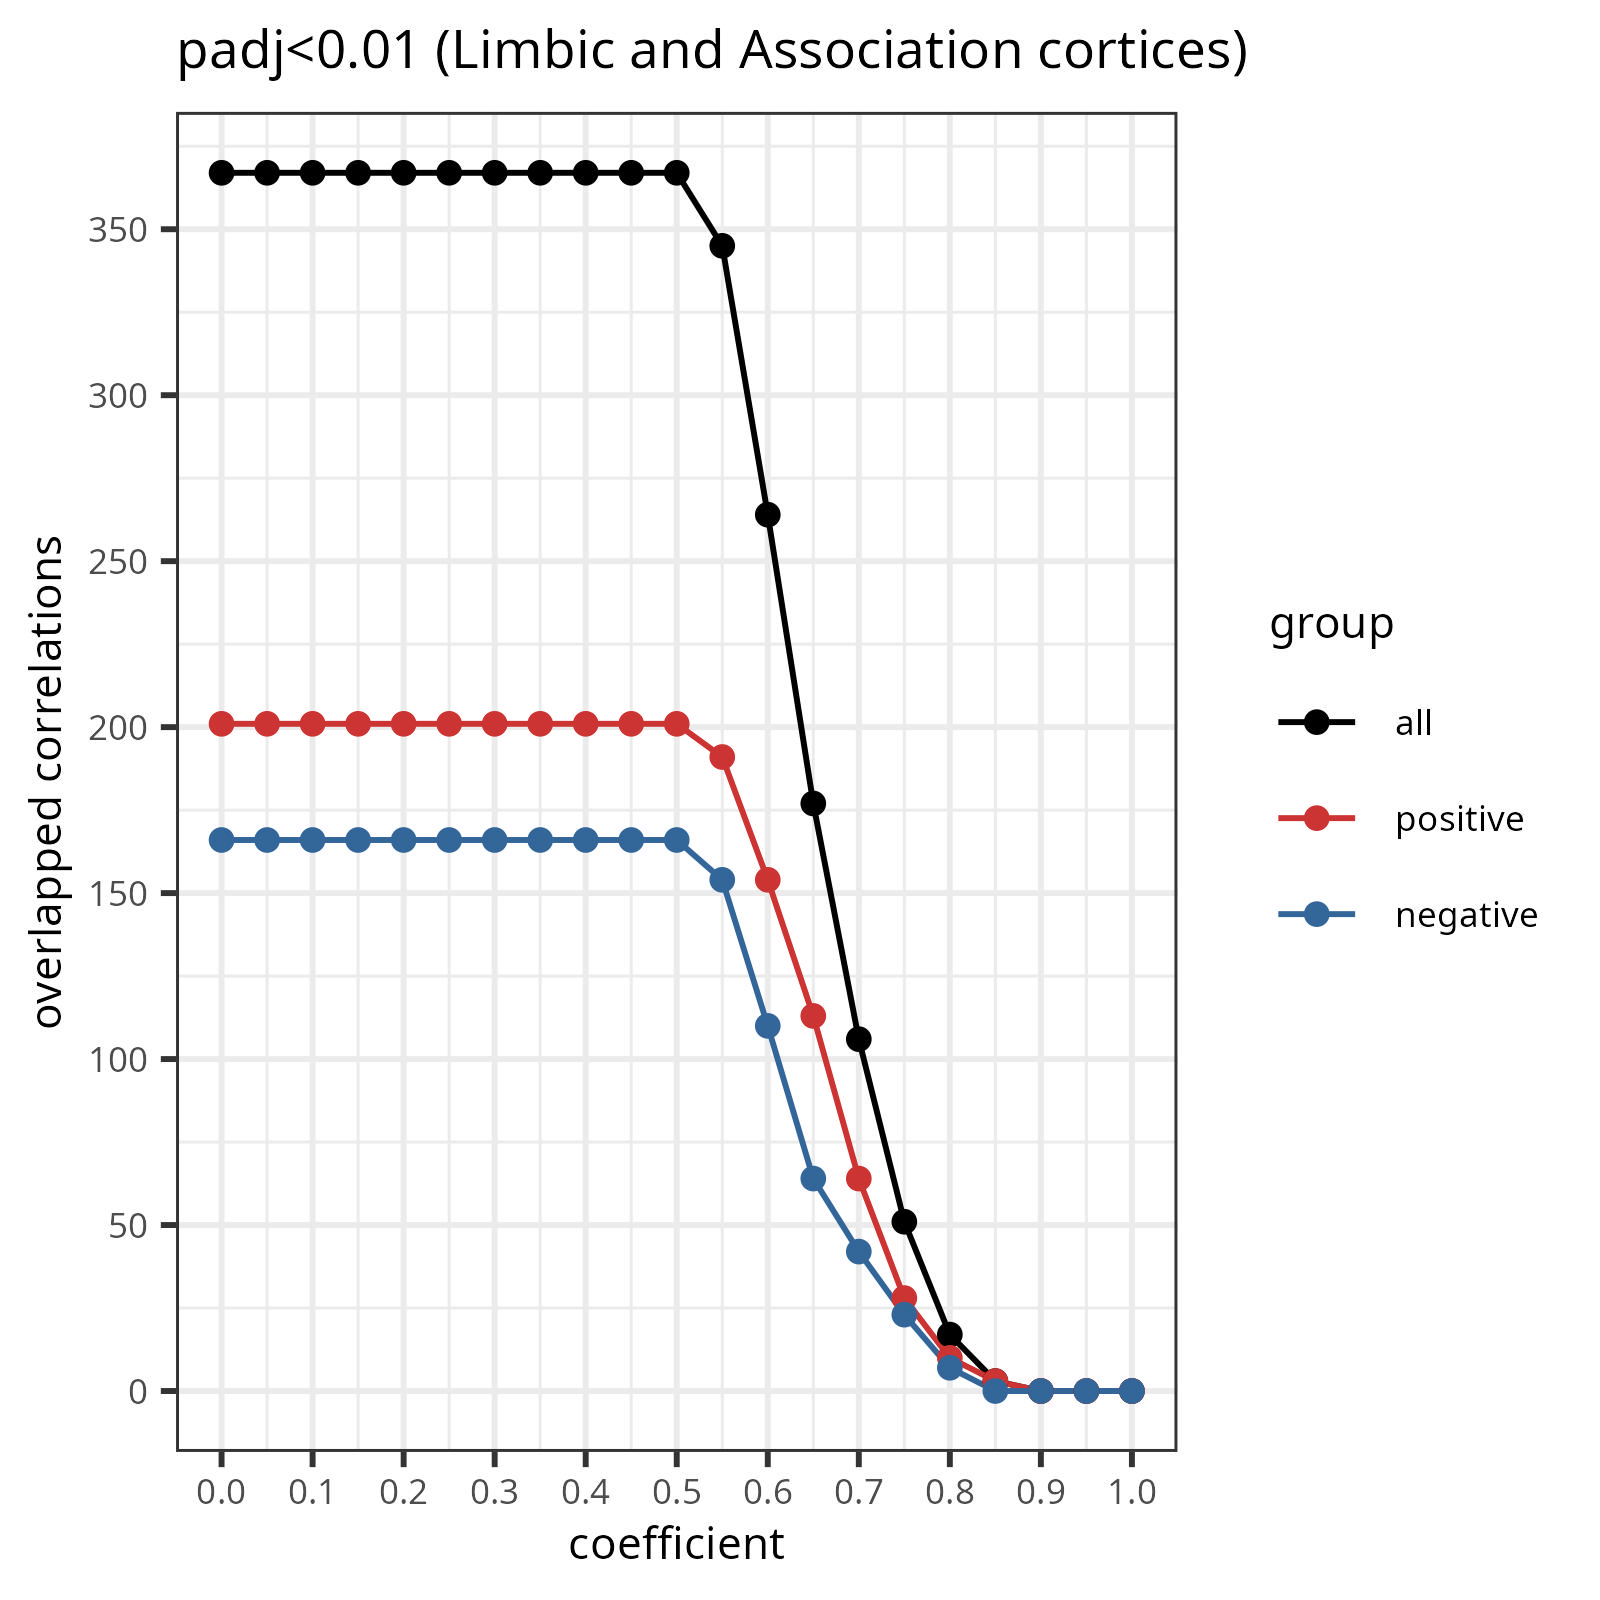 padj<0.01 (Limbic and Association cortices)
overlapped correlations
350
300
250
200
150
100
50
0
0.0 0.1 0.2 0.3 0.4 0.5 0.6 0.7 0.8 0.9 1.0
coefficient
group
all
positive
negative